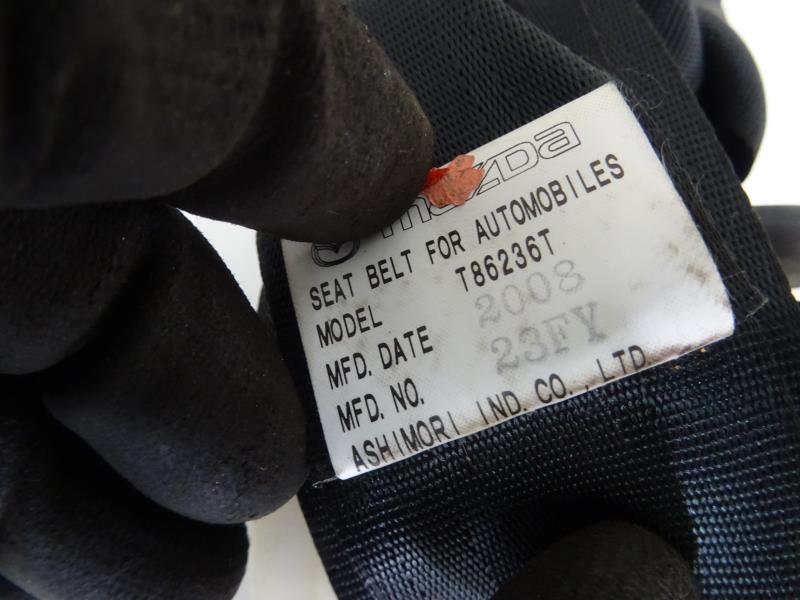 mazda
SEAT BELT FOR AUTOMOBILES
MODEL T86236T
MFD. DATE 2008
MFD. NO. 23FY
ASHIMORI IND. CO., LTD.